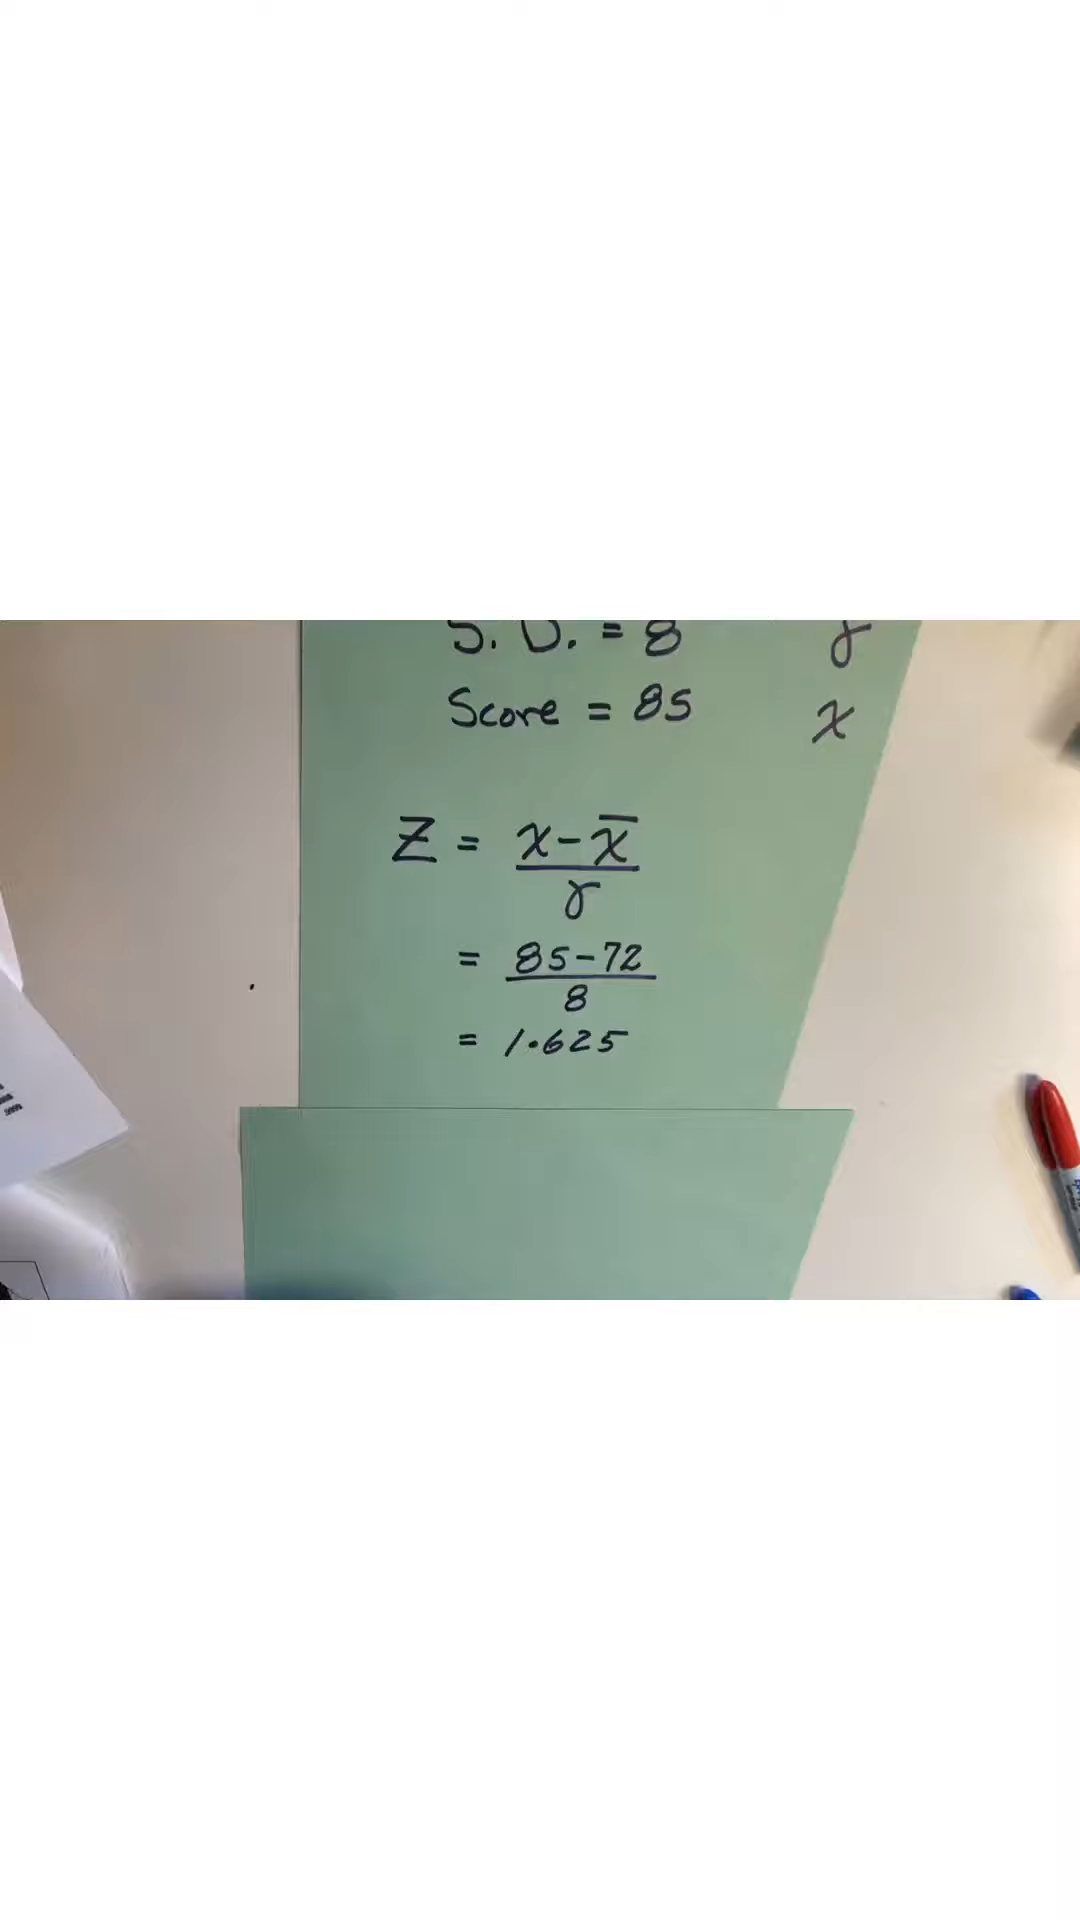 S. D. = 8 γ
Score = 85 x
Z = x - x̄
γ
= 85 - 72
8
= 1.625